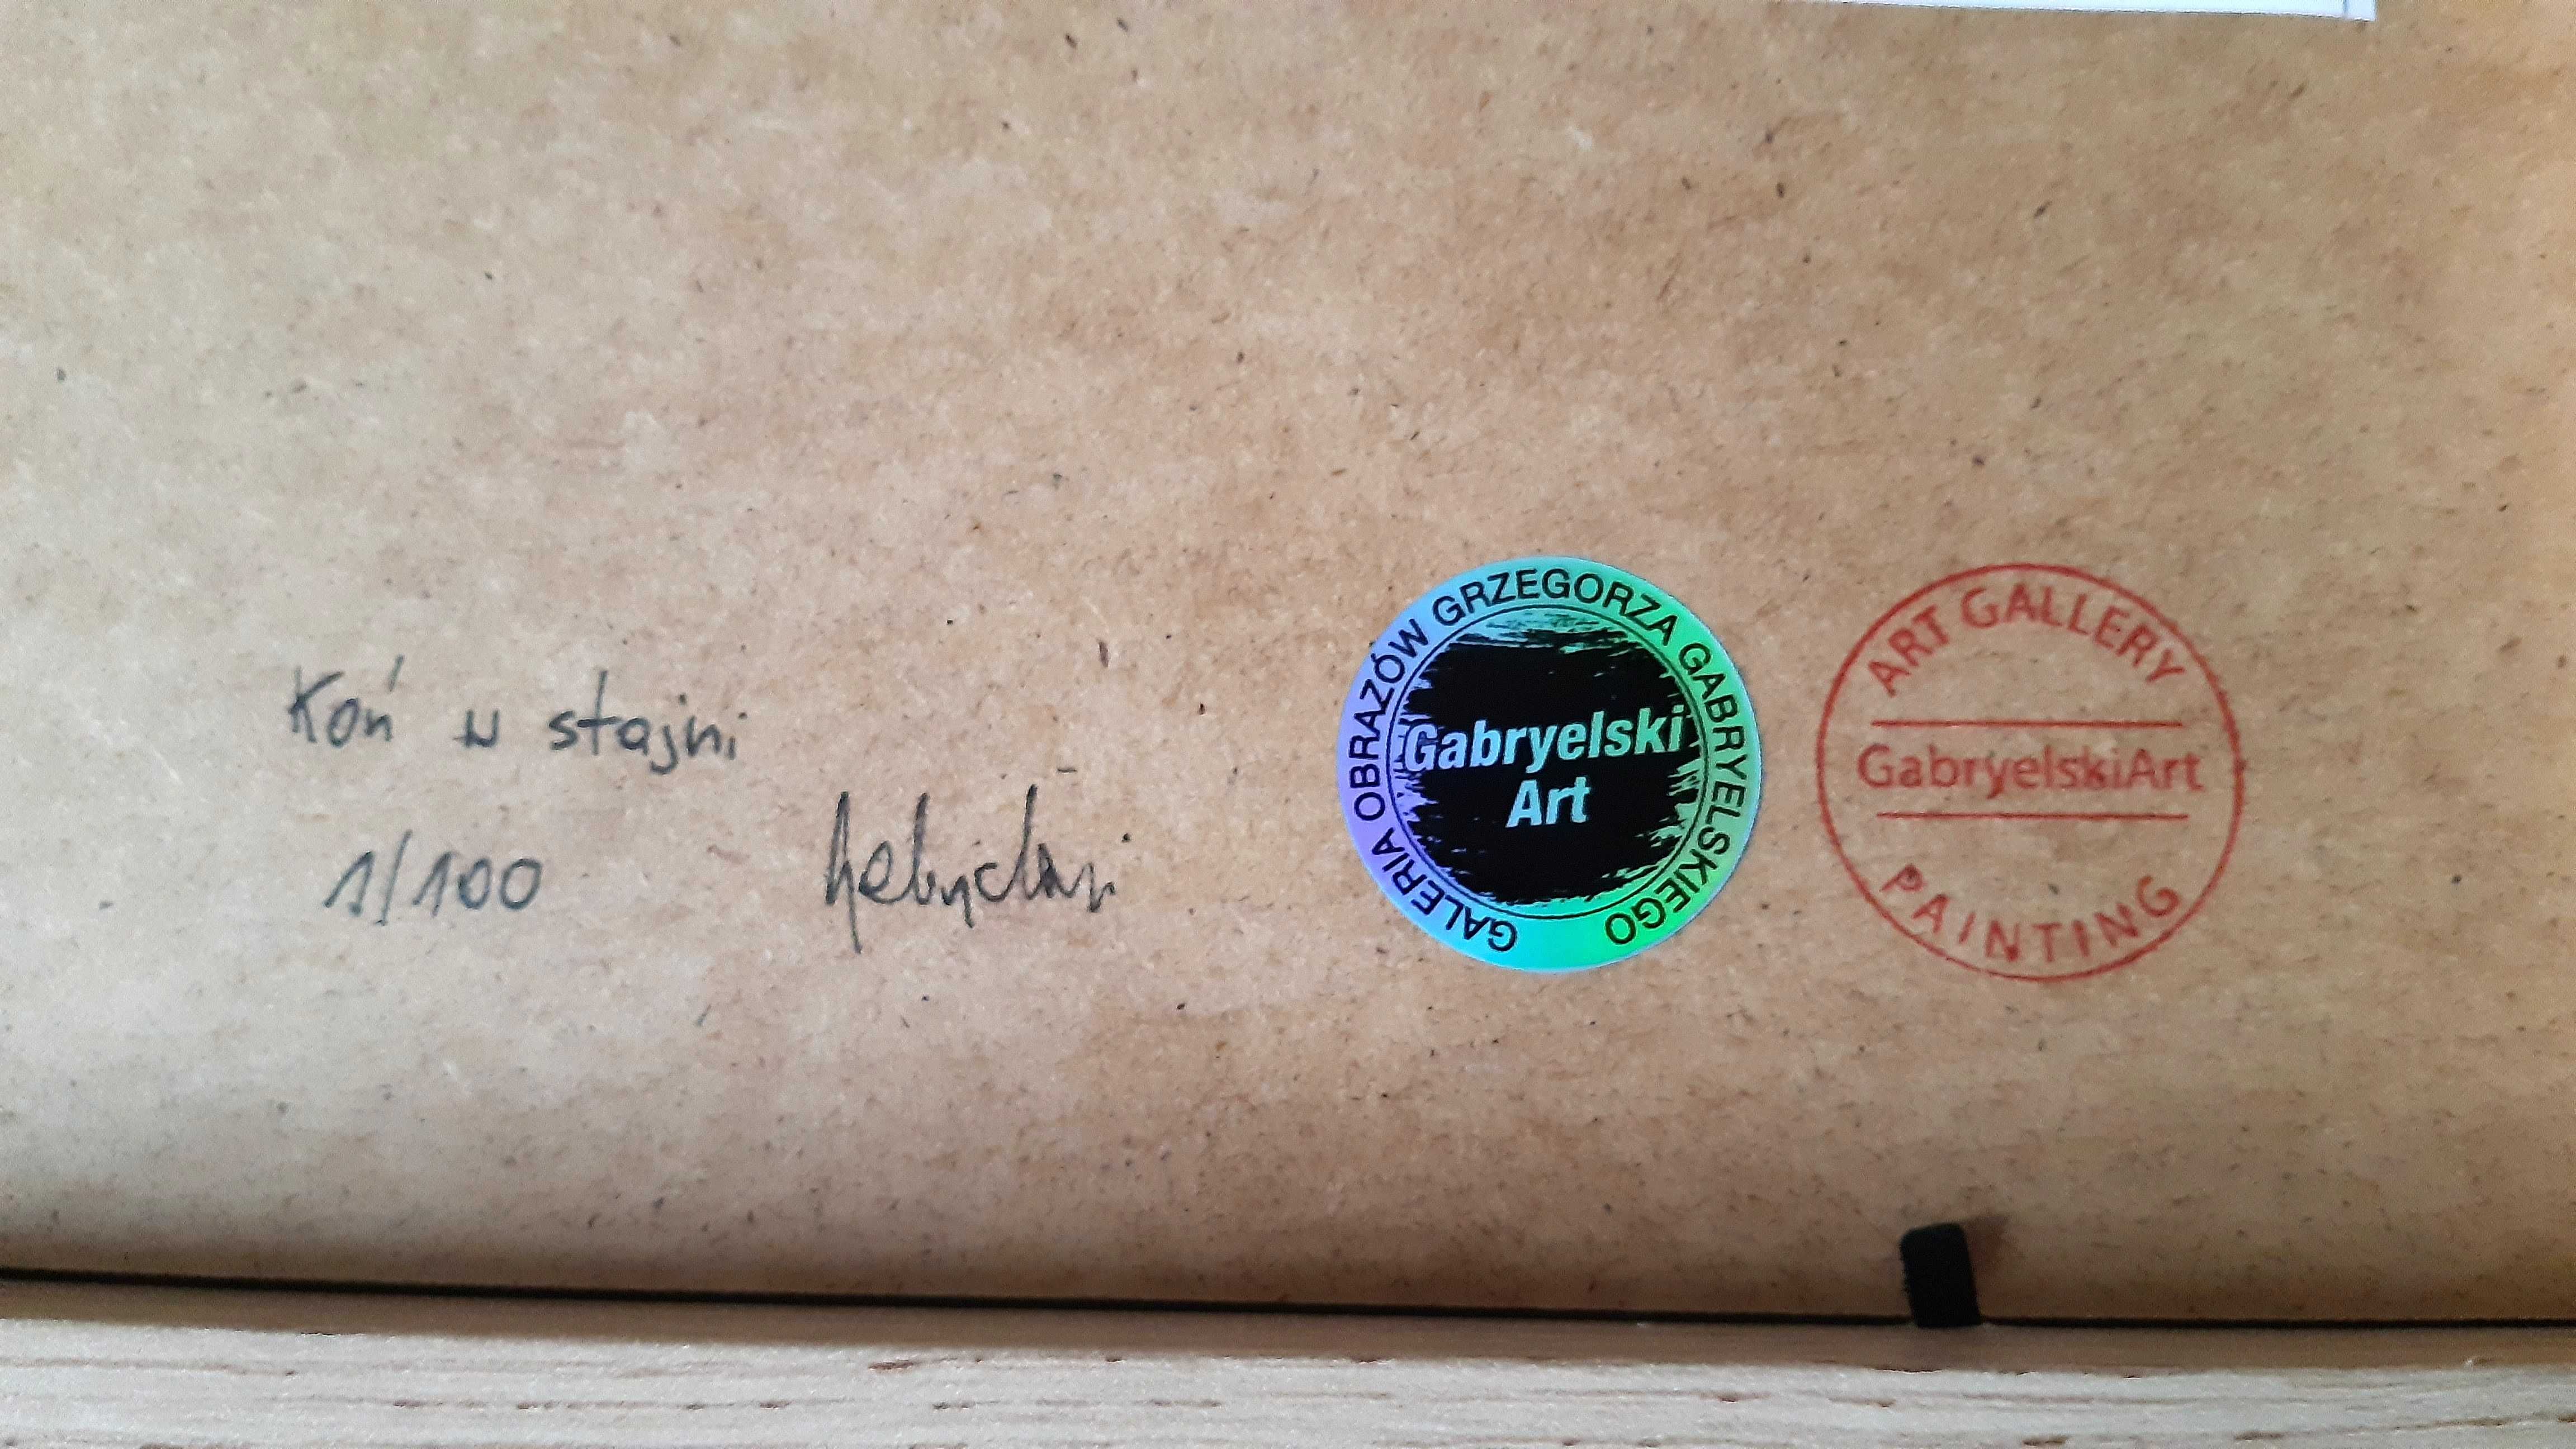 Koń w stajni
1/100
GALERIA OBRAZÓW GRZEGORZA GABRYELSKIEGO
Gabryelski
Art
ART GALLERY
GabryelskiArt
PAINTING